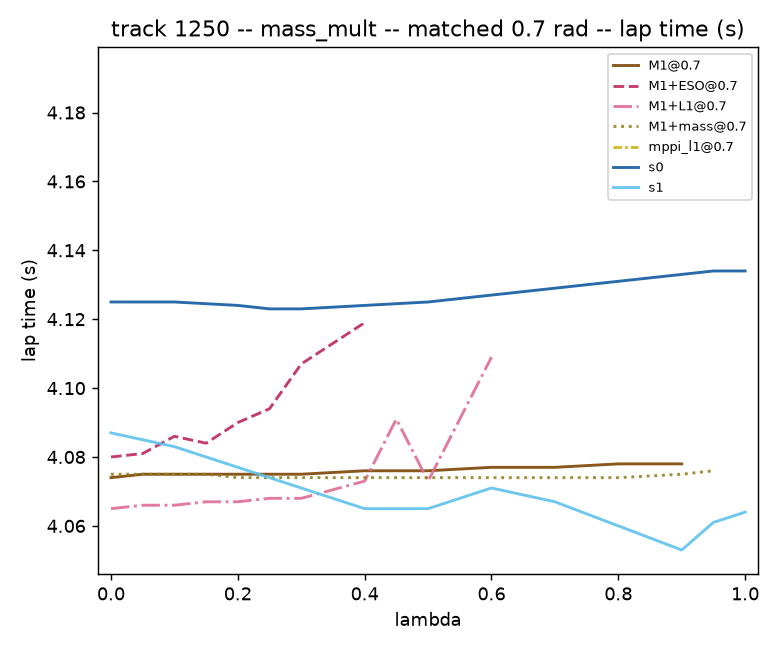 track 1250 -- mass_mult -- matched 0.7 rad -- lap time (s)
M1@0.7
M1+ESO@0.7
M1+L1@0.7
M1+mass@0.7
mppi_l1@0.7
s0
s1
4.18
4.16
4.14
4.12
4.10
4.08
4.06
lap time (s)
0.0 0.2 0.4 0.6 0.8 1.0
lambda